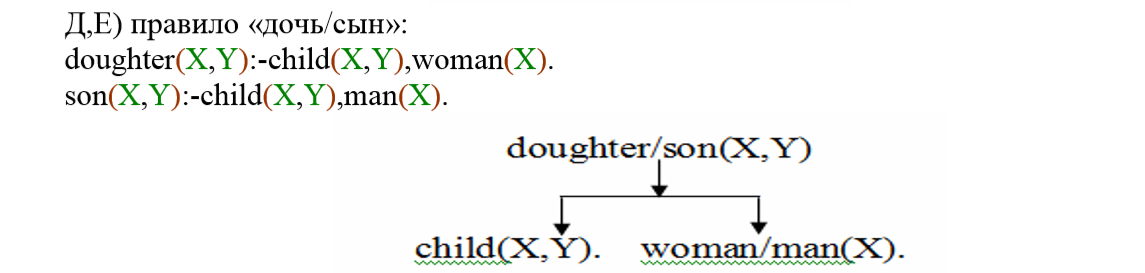 Д,Е) правило «дочь/сын»:
doughter(X,Y):-child(X,Y),woman(X).
son(X,Y):-child(X,Y),man(X).
doughter/son(X,Y)
child(X,Y). woman/man(X).